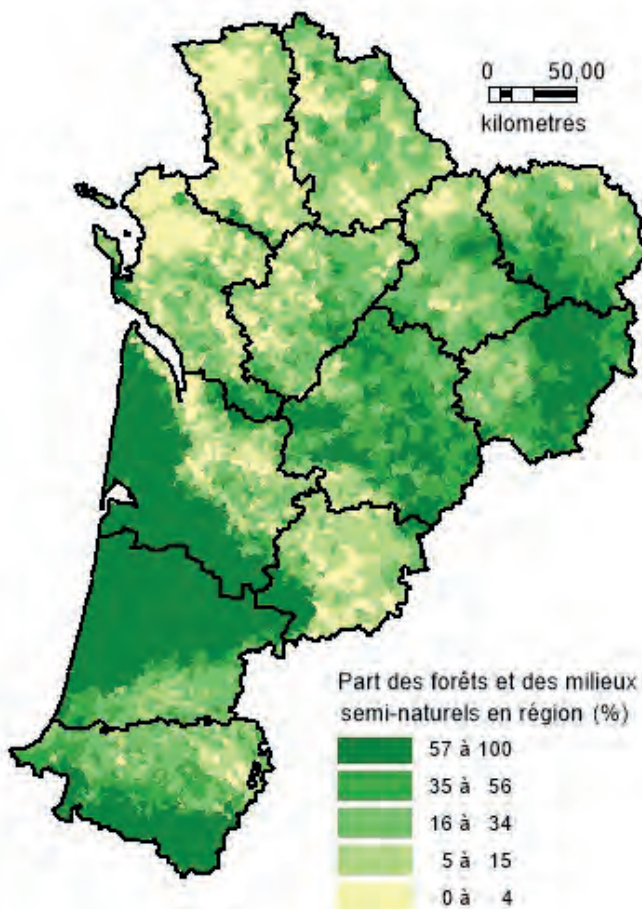 0 50,00
kilometres
Part des forêts et des milieux
semi-naturels en région (%)
57 à 100
35 à 56
16 à 34
5 à 15
0 à 4